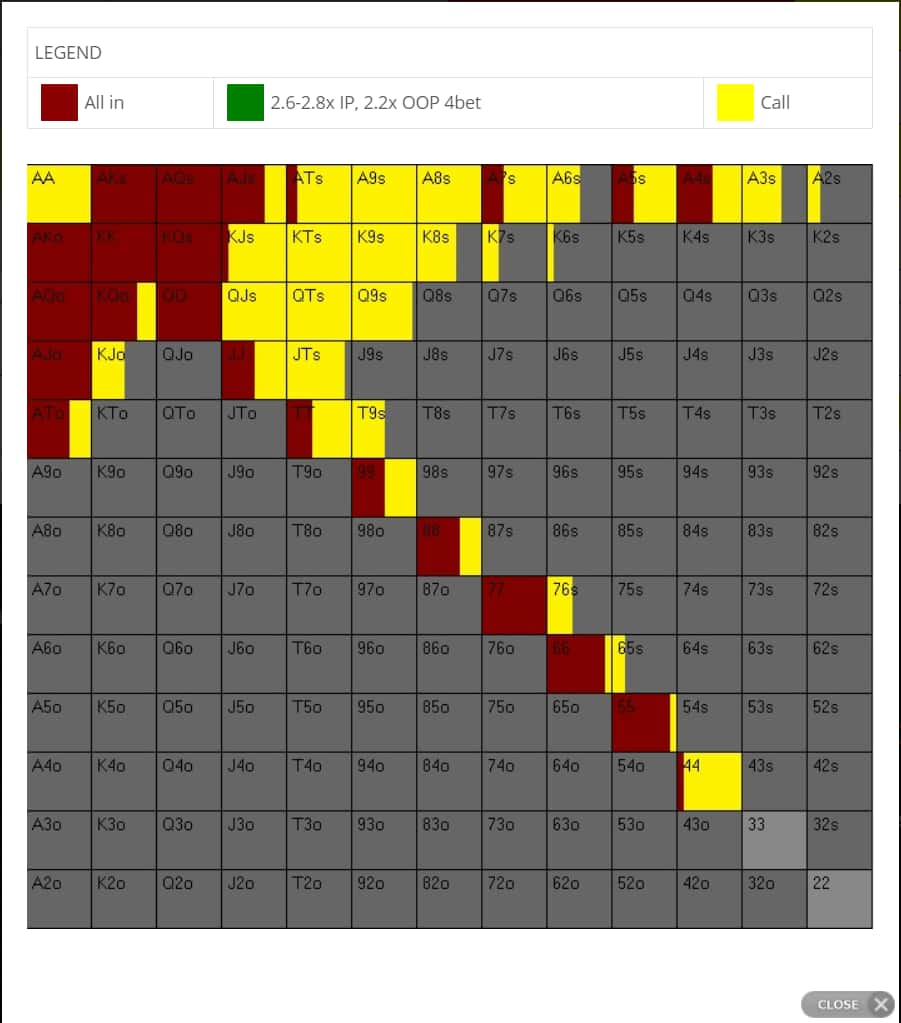 LEGEND
All in 2.6-2.8x IP, 2.2x OOP 4bet Call
AA AKs AQs AJs ATs A9s A8s A7s A6s A5s A4s A3s A2s
AKo KK KQs KJs KTs K9s K8s K7s K6s K5s K4s K3s K2s
AQo KQo QQ QJs QTs Q9s Q8s Q7s Q6s Q5s Q4s Q3s Q2s
AJo KJo QJo JJ JTs J9s J8s J7s J6s J5s J4s J3s J2s
ATo KTo QTo JTo TT T9s T8s T7s T6s T5s T4s T3s T2s
A9o K9o Q9o J9o T9o 99 98s 97s 96s 95s 94s 93s 92s
A8o K8o Q8o J8o T8o 98o 88 87s 86s 85s 84s 83s 82s
A7o K7o Q7o J7o T7o 97o 87o 77 76s 75s 74s 73s 72s
A6o K6o Q6o J6o T6o 96o 86o 76o 66 65s 64s 63s 62s
A5o K5o Q5o J5o T5o 95o 85o 75o 65o 55 54s 53s 52s
A4o K4o Q4o J4o T4o 94o 84o 74o 64o 54o 44 43s 42s
A3o K3o Q3o J3o T3o 93o 83o 73o 63o 53o 43o 33 32s
A2o K2o Q2o J2o T2o 92o 82o 72o 62o 52o 42o 32o 22
CLOSE